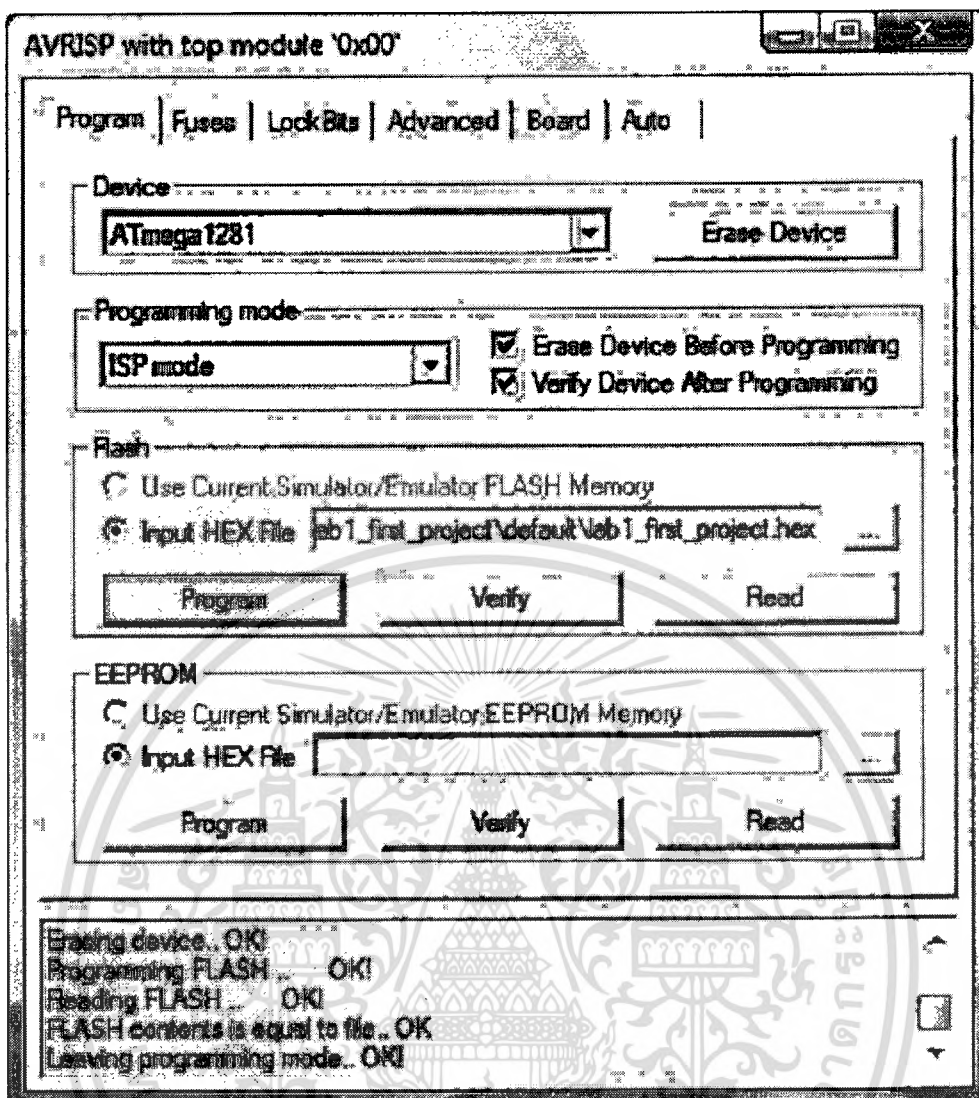 AVRISP with top module '0x00'
Program Fuses LockBits Advanced Board Auto
Device
ATmega1281 Erase Device
Programming mode
ISP mode Erase Device Before Programming
Verify Device After Programming
Flash
Use Current Simulator/Emulator FLASH Memory
Input HEX File ab1_first_project\default\lab1_first_project.hex ...
Program Verify Read
EEPROM
Use Current Simulator/Emulator EEPROM Memory
Input HEX File ...
Program Verify Read
Erasing device.. OK!
Programming FLASH .. OK!
Reading FLASH .. OK!
FLASH contents is equal to file.. OK
Leaving programming mode.. OK!